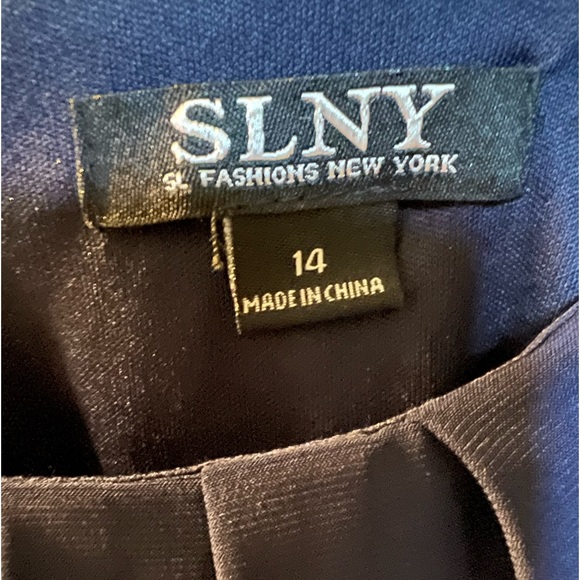 SLNY
SL FASHIONS NEW YORK
14
MADE IN CHINA